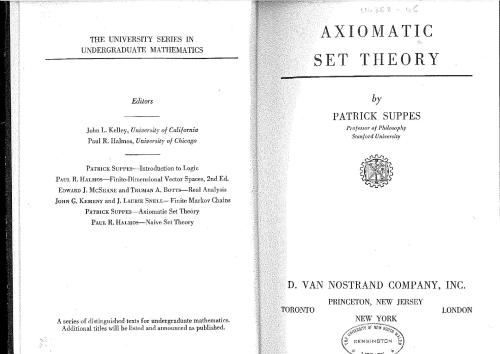 THE UNIVERSITY SERIES IN
UNDERGRADUATE MATHEMATICS
Editors
John L. Kelley, University of California
Paul R. Halmos, University of Chicago
PATRICK SUPPES—Introduction to Logic
PAUL R. HALMOS—Finite-Dimensional Vector Spaces, 2nd Ed.
EDWARD J. MCSHANE and TRUMAN A. BOTTS—Real Analysis
JOHN G. KEMENY and J. LAURIE SNELL—Finite Markov Chains
PATRICK SUPPES—Axiomatic Set Theory
PAUL R. HALMOS—Naive Set Theory
A series of distinguished texts for undergraduate mathematics.
Additional titles will be listed and announced as published.
AXIOMATIC
SET THEORY
by
PATRICK SUPPES
Professor of Philosophy
Stanford University
D. VAN NOSTRAND COMPANY, INC.
PRINCETON, NEW JERSEY
TORONTO LONDON
NEW YORK
THE UNIVERSITY OF NEW SOUTH WALES
KENSINGTON